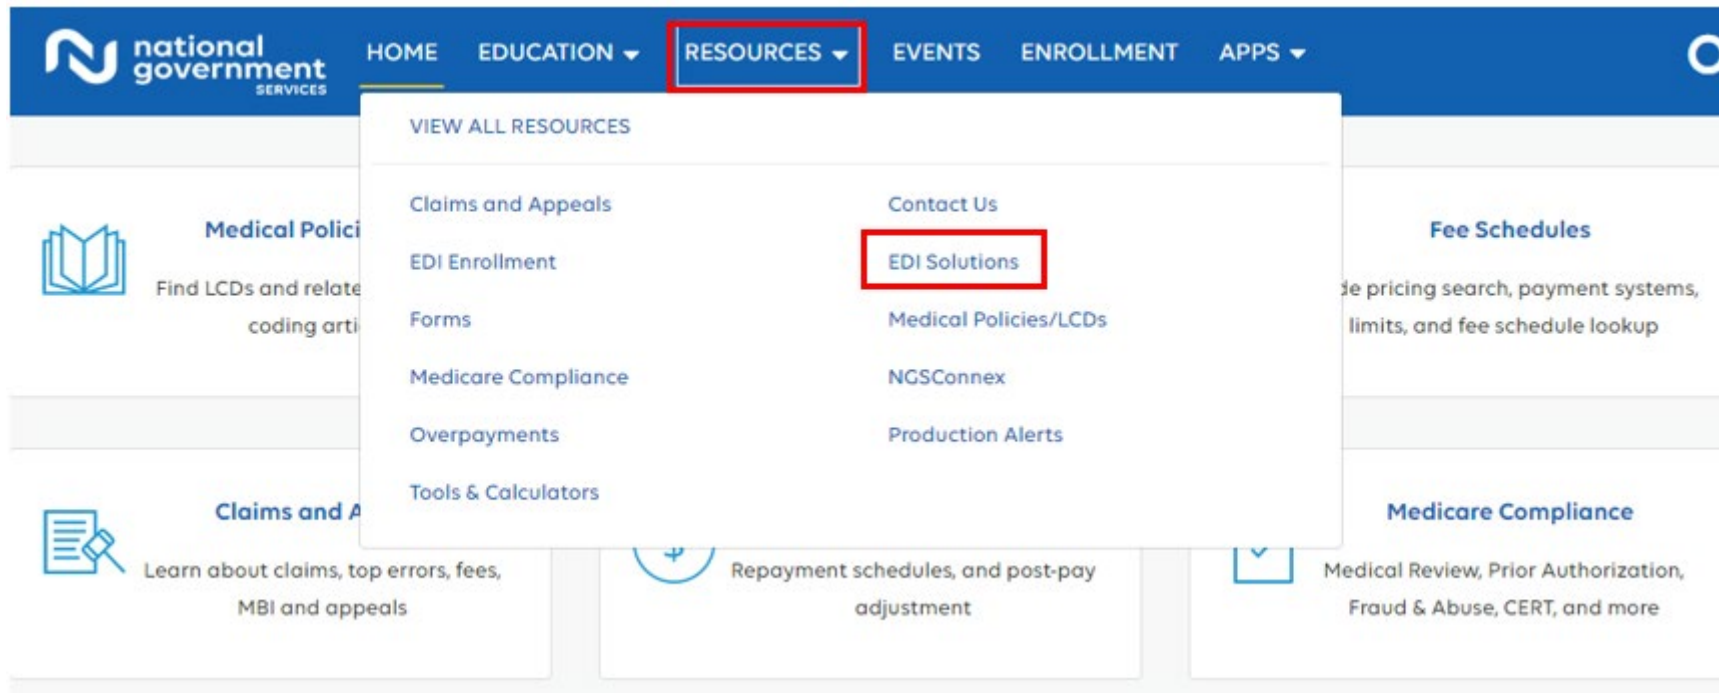 national
government
SERVICES
HOME
EDUCATION
RESOURCES
EVENTS
ENROLLMENT
APPS
VIEW ALL RESOURCES
Claims and Appeals
Contact Us
EDI Enrollment
EDI Solutions
Forms
Medical Policies/LCDs
Medicare Compliance
NGSConnex
Overpayments
Production Alerts
Tools & Calculators
Medical Polici
Find LCDs and relate
coding arti
Fee Schedules
de pricing search, payment systems,
limits, and fee schedule lookup
Claims and A
Learn about claims, top errors, fees,
MBI and appeals
$
Repayment schedules, and post-pay
adjustment
Medicare Compliance
Medical Review, Prior Authorization,
Fraud & Abuse, CERT, and more